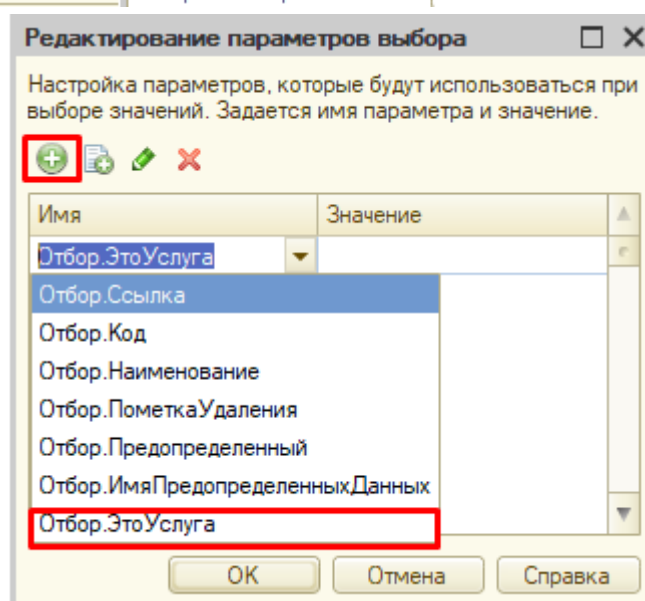 Редактирование параметров выбора
Настройка параметров, которые будут использоваться при
выборе значений. Задается имя параметра и значение.
Имя Значение
Отбор.ЭтоУслуга
Отбор.Ссылка
Отбор.Код
Отбор.Наименование
Отбор.ПометкаУдаления
Отбор.Предопределенный
Отбор.ИмяПредопределенныхДанных
Отбор.ЭтоУслуга
ОК Отмена Справка